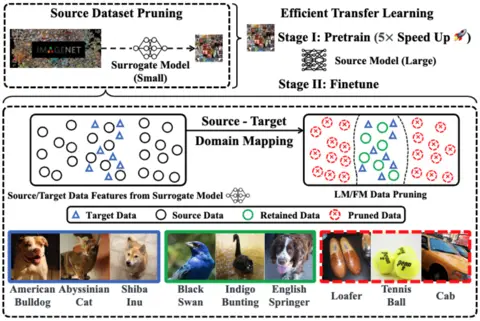 Source Dataset Pruning
IMAGENET
Surrogate Model
(Small)
Efficient Transfer Learning
Stage I: Pretrain (5× Speed Up 🚀)
Source Model (Large)
Stage II: Finetune
Source - Target
Domain Mapping
Source/Target Data Features from Surrogate Model
LM/FM Data Pruning
Target Data
Source Data
Retained Data
Pruned Data
American
Bulldog
Abyssinian
Cat
Shiba
Inu
Black
Swan
Indigo
Bunting
English
Springer
Loafer
Tennis
Ball
Cab